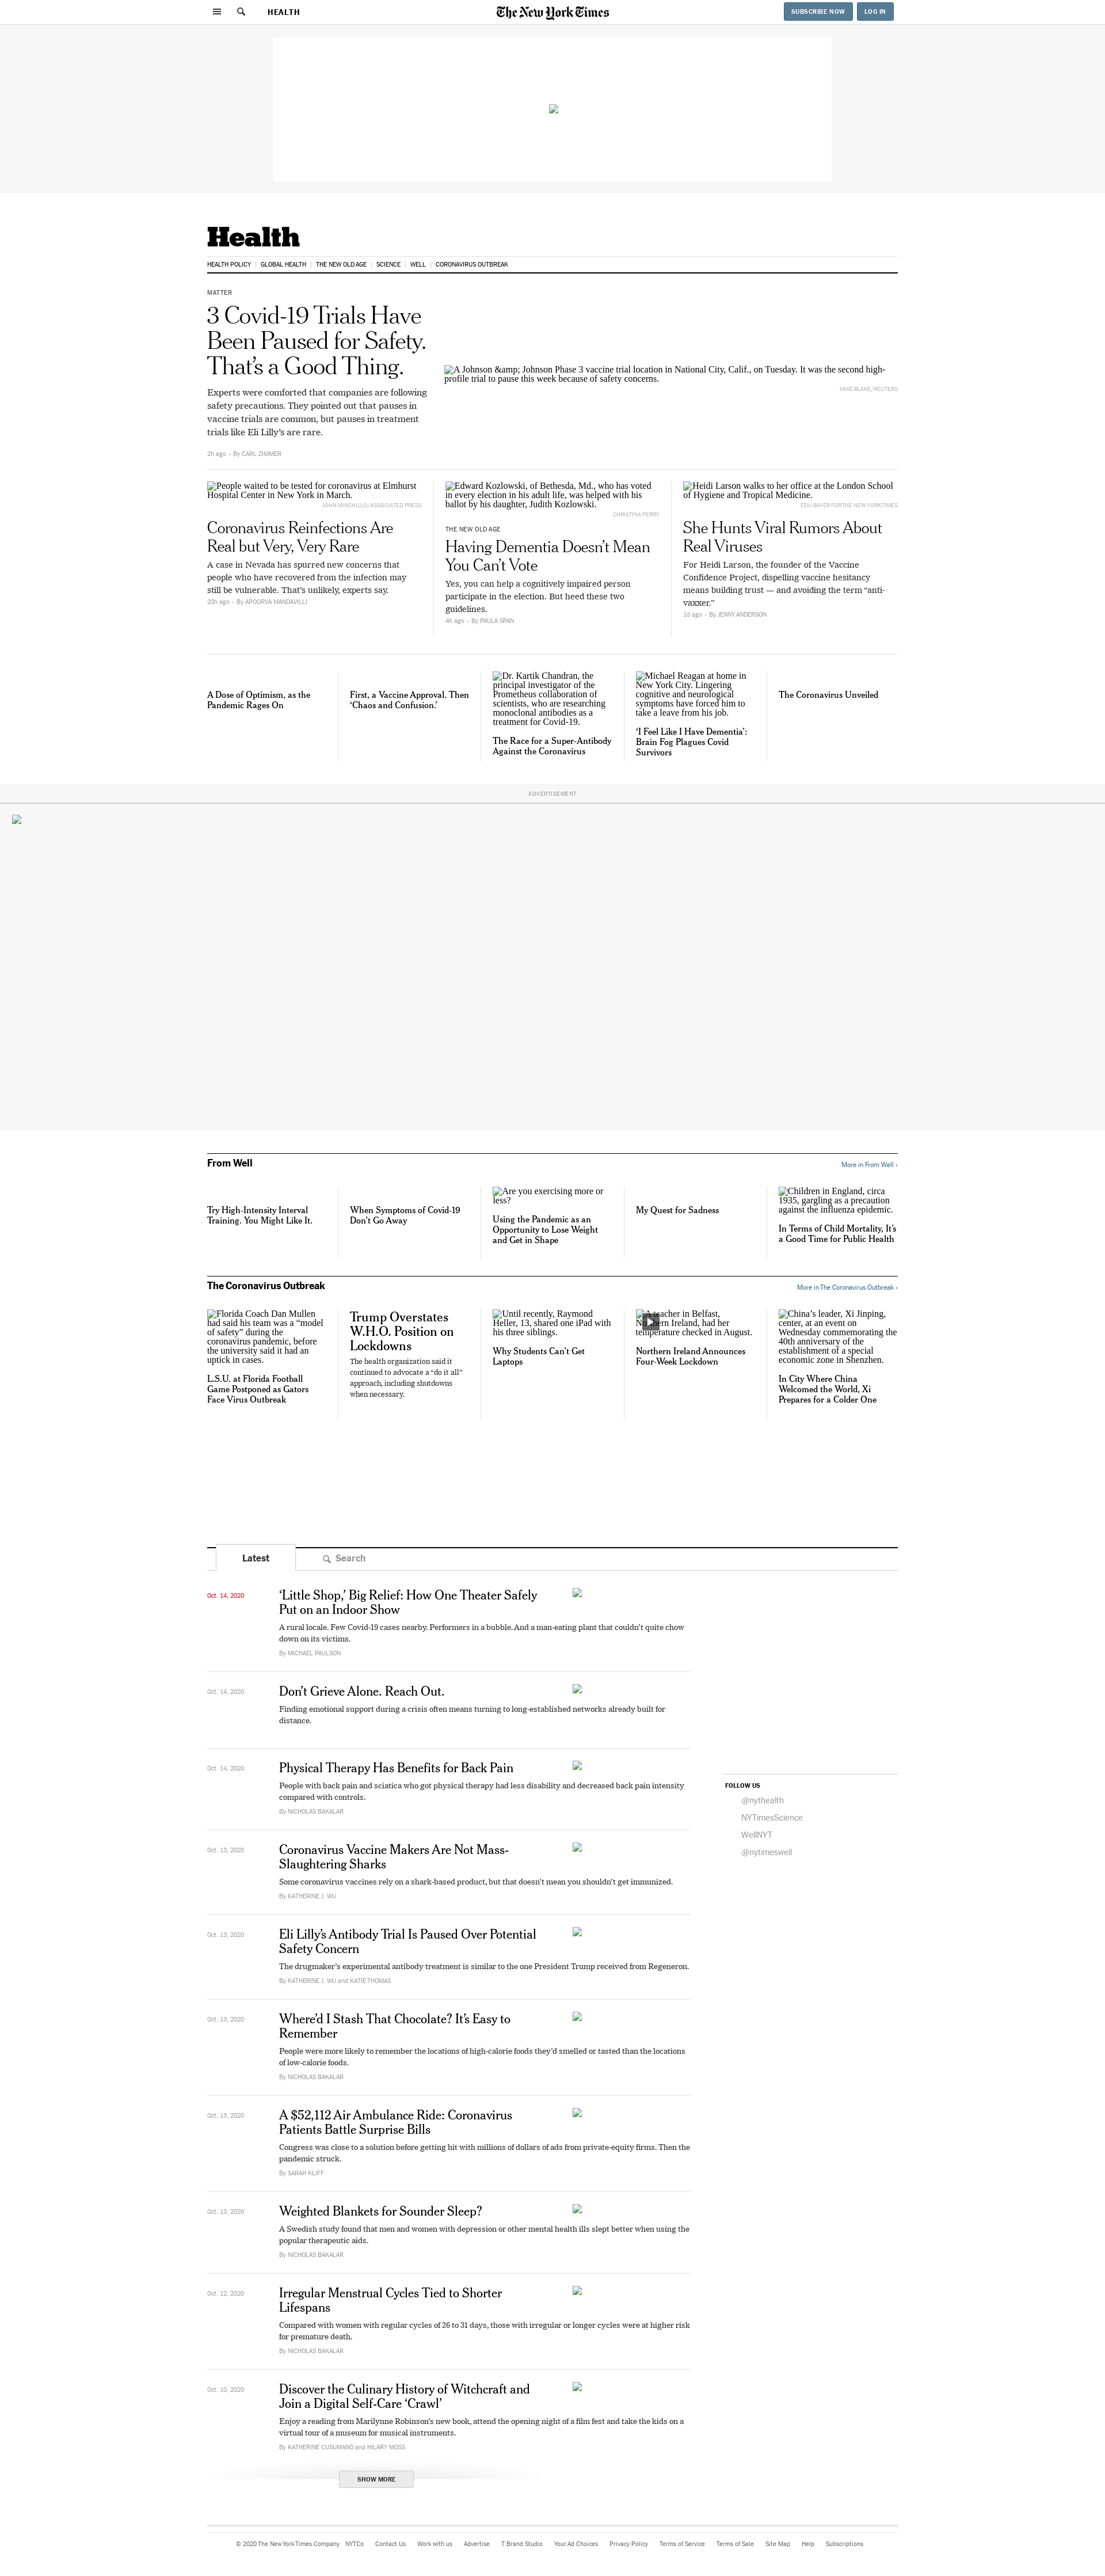 HEALTH
The New York Times
SUBSCRIBE NOW
LOG IN
Health
HEALTH POLICY
GLOBAL HEALTH
THE NEW OLD AGE
SCIENCE
WELL
CORONAVIRUS OUTBREAK
MATTER
3 Covid-19 Trials Have
Been Paused for Safety.
That’s a Good Thing.
Experts were comforted that companies are following
safety precautions. They pointed out that pauses in
vaccine trials are common, but pauses in treatment
trials like Eli Lilly’s are rare.
2h ago • By CARL ZIMMER
A Johnson &amp; Johnson Phase 3 vaccine trial location in National City, Calif., on Tuesday. It was the second high-
profile trial to pause this week because of safety concerns.
MIKE BLAKE/REUTERS
People waited to be tested for coronavirus at Elmhurst
Hospital Center in New York in March.
JOHN MINCHILLO/ASSOCIATED PRESS
Coronavirus Reinfections Are
Real but Very, Very Rare
A case in Nevada has spurred new concerns that
people who have recovered from the infection may
still be vulnerable. That’s unlikely, experts say.
20h ago • By APOORVA MANDAVILLI
Edward Kozlowski, of Bethesda, Md., who has voted
in every election in his adult life, was helped with his
ballot by his daughter, Judith Kozlowski.
CHRISTINA PERRY
THE NEW OLD AGE
Having Dementia Doesn’t Mean
You Can’t Vote
Yes, you can help a cognitively impaired person
participate in the election. But heed these two
guidelines.
4h ago • By PAULA SPAN
Heidi Larson walks to her office at the London School
of Hygiene and Tropical Medicine.
EDU BAYER FOR THE NEW YORK TIMES
She Hunts Viral Rumors About
Real Viruses
For Heidi Larson, the founder of the Vaccine
Confidence Project, dispelling vaccine hesitancy
means building trust — and avoiding the term “anti-
vaxxer.”
1d ago • By JENNY ANDERSON
A Dose of Optimism, as the
Pandemic Rages On
First, a Vaccine Approval. Then
‘Chaos and Confusion.’
Dr. Kartik Chandran, the
principal investigator of the
Prometheus collaboration of
scientists, who are researching
monoclonal antibodies as a
treatment for Covid-19.
The Race for a Super-Antibody
Against the Coronavirus
Michael Reagan at home in
New York City. Lingering
cognitive and neurological
symptoms have forced him to
take a leave from his job.
‘I Feel Like I Have Dementia’:
Brain Fog Plagues Covid
Survivors
The Coronavirus Unveiled
ADVERTISEMENT
From Well
More in From Well ›
Try High-Intensity Interval
Training. You Might Like It.
When Symptoms of Covid-19
Don’t Go Away
Are you exercising more or
less?
Using the Pandemic as an
Opportunity to Lose Weight
and Get in Shape
My Quest for Sadness
Children in England, circa
1935, gargling as a precaution
against the influenza epidemic.
In Terms of Child Mortality, It’s
a Good Time for Public Health
The Coronavirus Outbreak
More in The Coronavirus Outbreak ›
Florida Coach Dan Mullen
had said his team was a “model
of safety” during the
coronavirus pandemic, before
the university said it had an
uptick in cases.
L.S.U. at Florida Football
Game Postponed as Gators
Face Virus Outbreak
Trump Overstates
W.H.O. Position on
Lockdowns
The health organization said it
continued to advocate a “do it all”
approach, including shutdowns
when necessary.
Until recently, Raymond
Heller, 13, shared one iPad with
his three siblings.
Why Students Can’t Get
Laptops
A teacher in Belfast,
Northern Ireland, had her
temperature checked in August.
Northern Ireland Announces
Four-Week Lockdown
China’s leader, Xi Jinping,
center, at an event on
Wednesday commemorating the
40th anniversary of the
establishment of a special
economic zone in Shenzhen.
In City Where China
Welcomed the World, Xi
Prepares for a Colder One
Latest
Search
Oct. 14, 2020
‘Little Shop,’ Big Relief: How One Theater Safely
Put on an Indoor Show
A rural locale. Few Covid-19 cases nearby. Performers in a bubble. And a man-eating plant that couldn’t quite chow
down on its victims.
By MICHAEL PAULSON
Oct. 14, 2020
Don’t Grieve Alone. Reach Out.
Finding emotional support during a crisis often means turning to long-established networks already built for
distance.
Oct. 14, 2020
Physical Therapy Has Benefits for Back Pain
People with back pain and sciatica who got physical therapy had less disability and decreased back pain intensity
compared with controls.
By NICHOLAS BAKALAR
FOLLOW US
@nythealth
NYTimesScience
WellNYT
@nytimeswell
Oct. 13, 2020
Coronavirus Vaccine Makers Are Not Mass-
Slaughtering Sharks
Some coronavirus vaccines rely on a shark-based product, but that doesn’t mean you shouldn’t get immunized.
By KATHERINE J. WU
Oct. 13, 2020
Eli Lilly’s Antibody Trial Is Paused Over Potential
Safety Concern
The drugmaker’s experimental antibody treatment is similar to the one President Trump received from Regeneron.
By KATHERINE J. WU and KATIE THOMAS
Oct. 13, 2020
Where’d I Stash That Chocolate? It’s Easy to
Remember
People were more likely to remember the locations of high-calorie foods they’d smelled or tasted than the locations
of low-calorie foods.
By NICHOLAS BAKALAR
Oct. 13, 2020
A $52,112 Air Ambulance Ride: Coronavirus
Patients Battle Surprise Bills
Congress was close to a solution before getting hit with millions of dollars of ads from private-equity firms. Then the
pandemic struck.
By SARAH KLIFF
Oct. 13, 2020
Weighted Blankets for Sounder Sleep?
A Swedish study found that men and women with depression or other mental health ills slept better when using the
popular therapeutic aids.
By NICHOLAS BAKALAR
Oct. 12, 2020
Irregular Menstrual Cycles Tied to Shorter
Lifespans
Compared with women with regular cycles of 26 to 31 days, those with irregular or longer cycles were at higher risk
for premature death.
By NICHOLAS BAKALAR
Oct. 10, 2020
Discover the Culinary History of Witchcraft and
Join a Digital Self-Care ‘Crawl’
Enjoy a reading from Marilynne Robinson’s new book, attend the opening night of a film fest and take the kids on a
virtual tour of a museum for musical instruments.
By KATHERINE CUSUMANO and HILARY MOSS
SHOW MORE
© 2020 The New York Times Company NYTCo Contact Us Work with us Advertise T Brand Studio Your Ad Choices Privacy Policy Terms of Service Terms of Sale Site Map Help Subscriptions